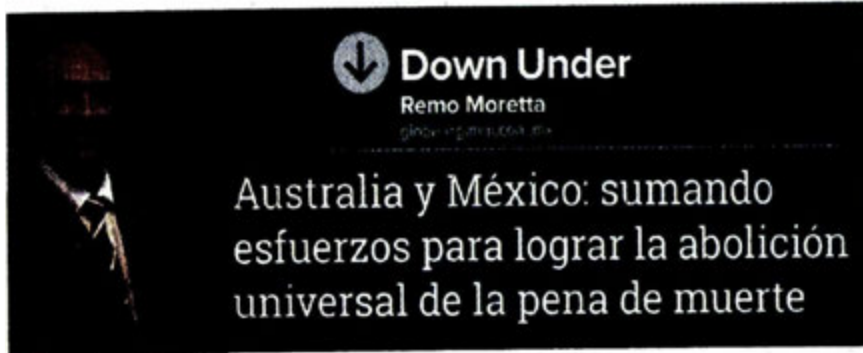 Down Under
Remo Moretta
Australia y México: sumando
esfuerzos para lograr la abolición
universal de la pena de muerte